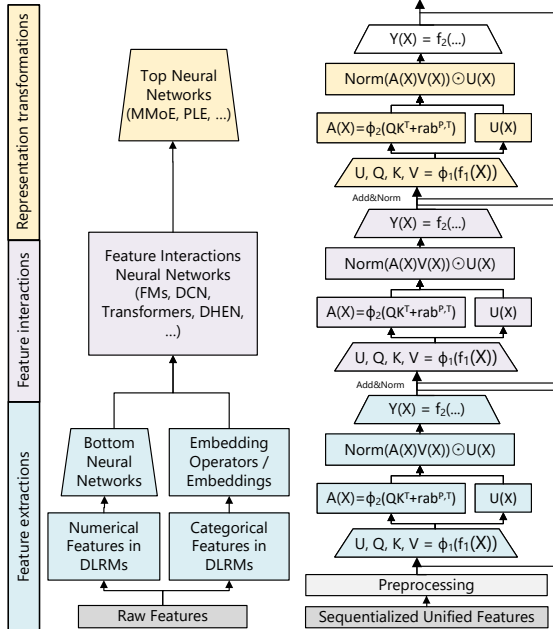 Representation transformations
Feature interactions
Feature extractions
Top Neural
Networks
(MMoE, PLE, ...)
Feature Interactions
Neural Networks
(FMs, DCN,
Transformers, DHEN,
...)
Bottom
Neural
Networks
Embedding
Operators /
Embeddings
Numerical
Features in
DLRMs
Categorical
Features in
DLRMs
Raw Features
Y(X) = f₂(...)
Norm(A(X)V(X))⊙U(X)
A(X)=ϕ₂(QKᵀ+rabᵖ,ᵀ)
U(X)
U, Q, K, V = ϕ₁(f₁(X))
Add&Norm
Y(X) = f₂(...)
Norm(A(X)V(X))⊙U(X)
A(X)=ϕ₂(QKᵀ+rabᵖ,ᵀ)
U(X)
U, Q, K, V = ϕ₁(f₁(X))
Add&Norm
Y(X) = f₂(...)
Norm(A(X)V(X))⊙U(X)
A(X)=ϕ₂(QKᵀ+rabᵖ,ᵀ)
U(X)
U, Q, K, V = ϕ₁(f₁(X))
Preprocessing
Sequentialized Unified Features